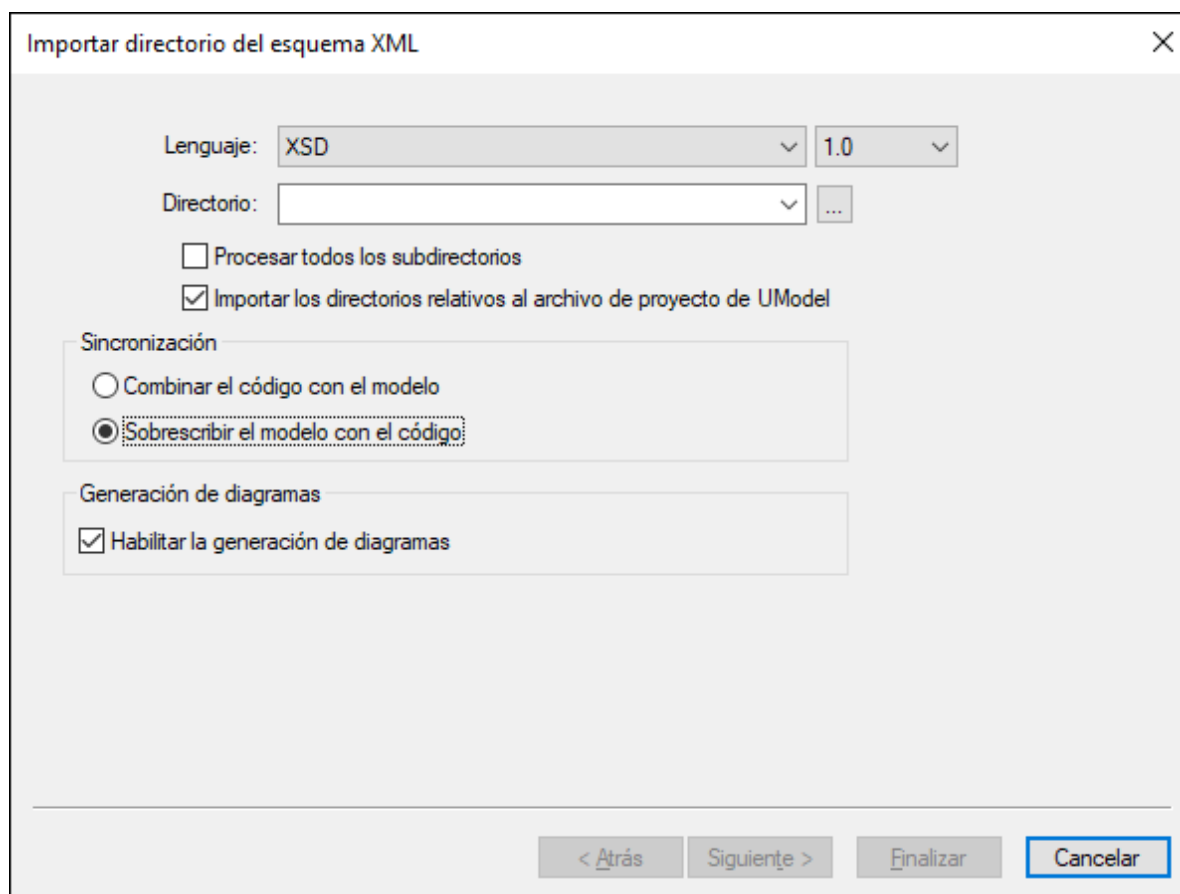 Importar directorio del esquema XML
Lenguaje: XSD 1.0
Directorio: ...
Procesar todos los subdirectorios
Importar los directorios relativos al archivo de proyecto de UModel
Sincronización
Combinar el código con el modelo
Sobrescribir el modelo con el código
Generación de diagramas
Habilitar la generación de diagramas
< Atrás Siguiente > Finalizar Cancelar